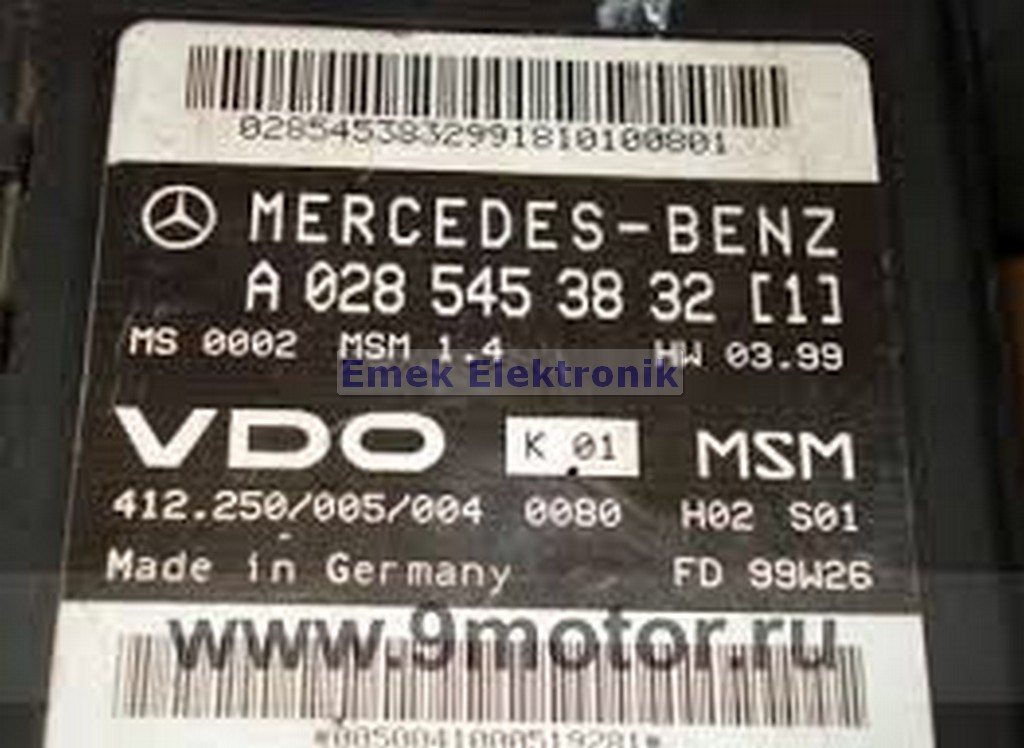 0285453832991810100801
MERCEDES-BENZ
A 028 545 38 32 [1]
MS 0002 MSM 1.4 HW 03.99
Emek Elektronik
VDO K 01 MSM
412.250/005/004 0080 H02 S01
Made in Germany FD 99W26
www.9motor.ru
*0050041000519281*